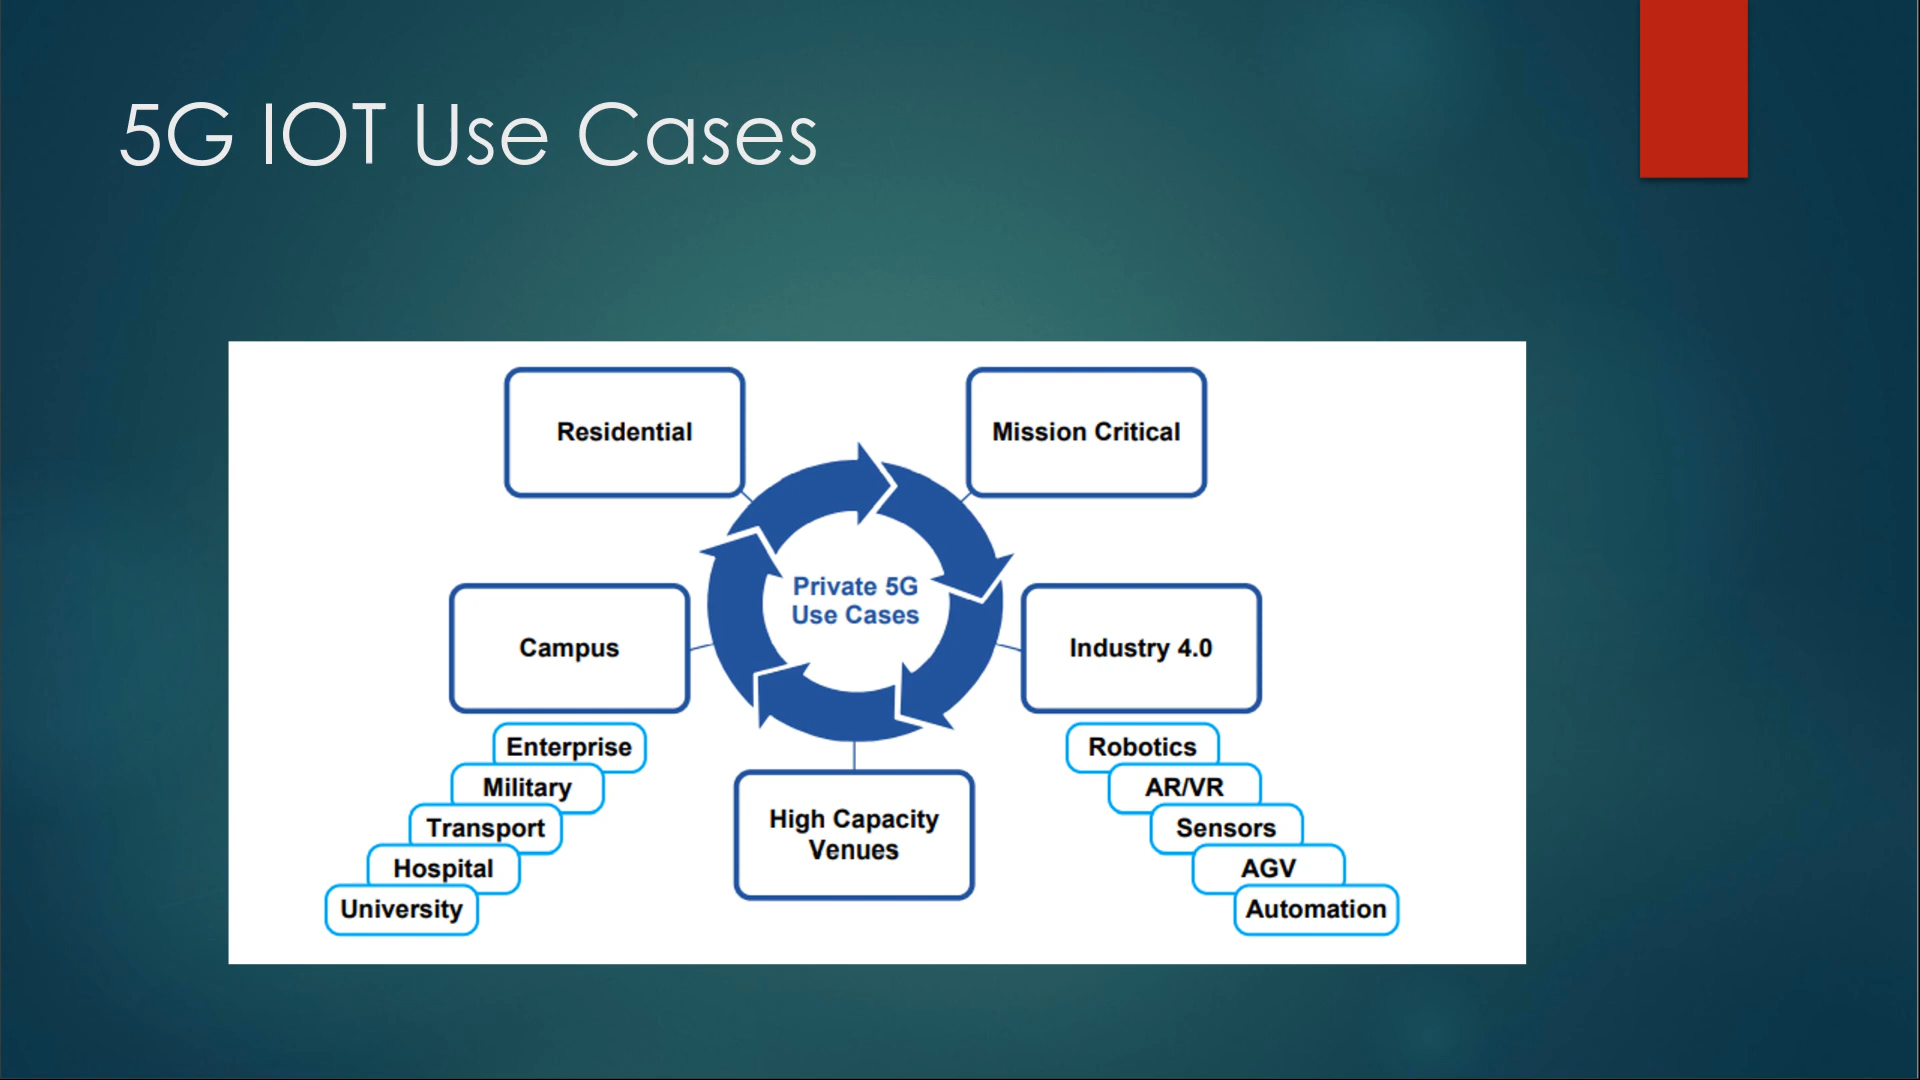 5G IOT Use Cases
Residential
Mission Critical
Private 5G
Use Cases
Campus
Industry 4.0
Enterprise
Military
Transport
Hospital
University
High Capacity
Venues
Robotics
AR/VR
Sensors
AGV
Automation